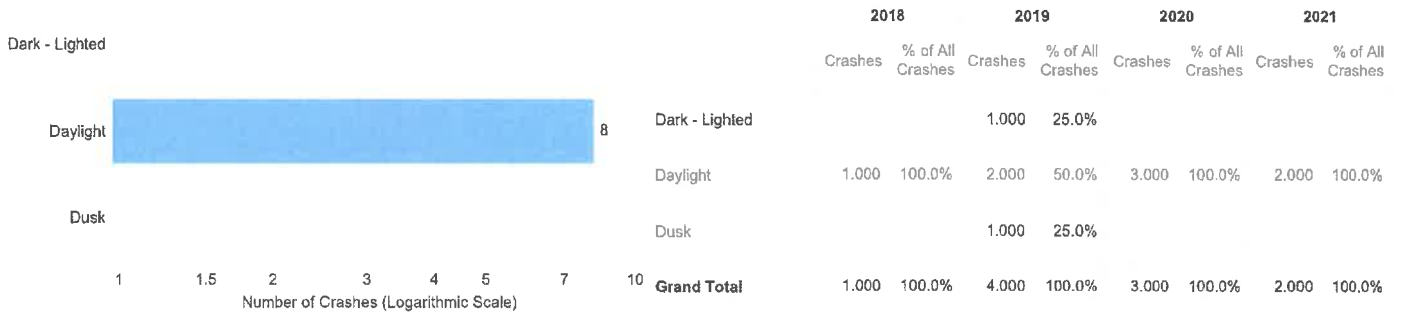 Dark - Lighted
Daylight
8
Dusk
1 1.5 2 3 4 5 7 10
Number of Crashes (Logarithmic Scale)
2018 2019 2020 2021
Crashes % of All Crashes Crashes % of All Crashes Crashes % of All Crashes Crashes % of All Crashes
Dark - Lighted 1.000 25.0%
Daylight 1.000 100.0% 2.000 50.0% 3.000 100.0% 2.000 100.0%
Dusk 1.000 25.0%
Grand Total 1.000 100.0% 4.000 100.0% 3.000 100.0% 2.000 100.0%